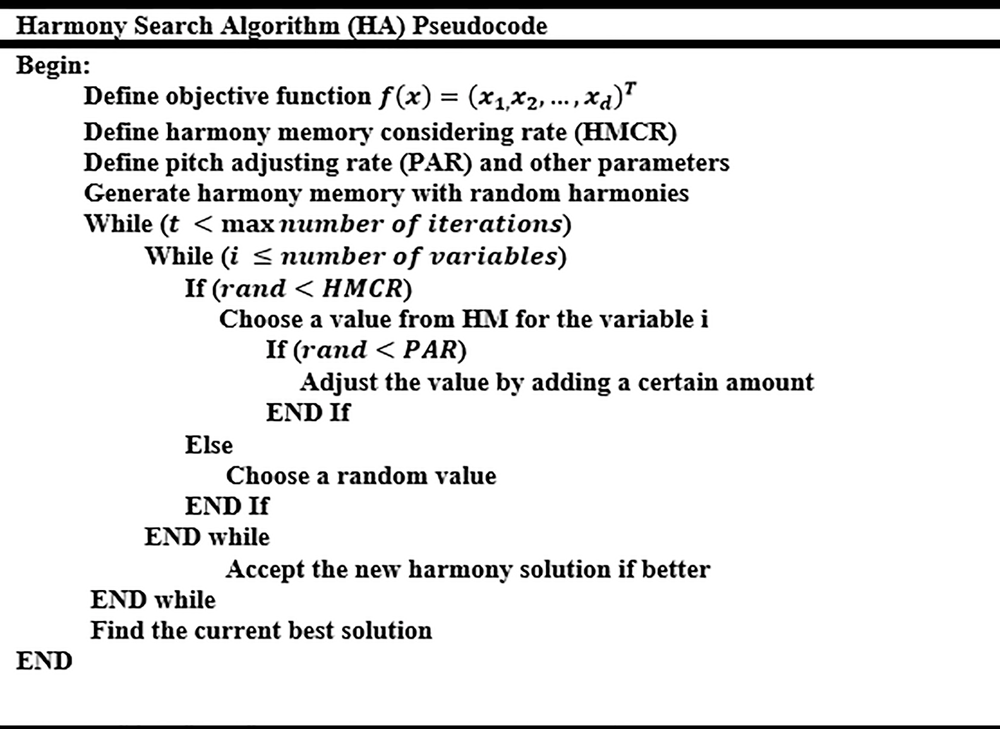 Harmony Search Algorithm (HA) Pseudocode
Begin:
Define objective function f(x) = (x₁,x₂, ...,x_d)ᵀ
Define harmony memory considering rate (HMCR)
Define pitch adjusting rate (PAR) and other parameters
Generate harmony memory with random harmonies
While (t < max number of iterations)
While (i ≤ number of variables)
If (rand < HMCR)
Choose a value from HM for the variable i
If (rand < PAR)
Adjust the value by adding a certain amount
END If
Else
Choose a random value
END If
END while
Accept the new harmony solution if better
END while
Find the current best solution
END